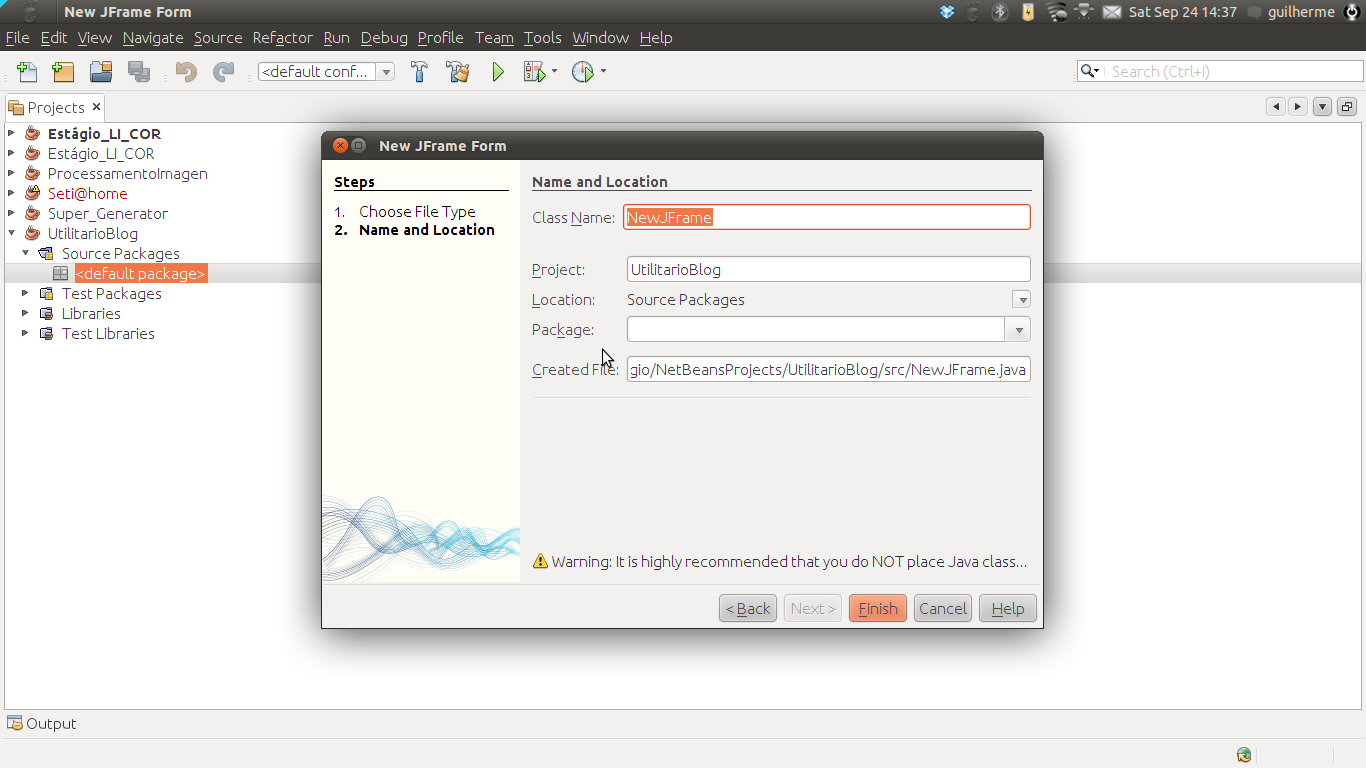 New JFrame Form
Sat Sep 24 14:37 guilherme
File Edit View Navigate Source Refactor Run Debug Profile Team Tools Window Help
<default conf...
Search (Ctrl+I)
Projects
Estágio_LI_COR
Estágio_LI_COR
ProcessamentoImagen
Seti@home
Super_Generator
UtilitarioBlog
Source Packages
<default package>
Test Packages
Libraries
Test Libraries
New JFrame Form
Steps
1. Choose File Type
2. Name and Location
Name and Location
Class Name: NewJFrame
Project: UtilitarioBlog
Location: Source Packages
Package:
Created File: gio/NetBeansProjects/UtilitarioBlog/src/NewJFrame.java
Warning: It is highly recommended that you do NOT place Java class...
< Back Next > Finish Cancel Help
Output